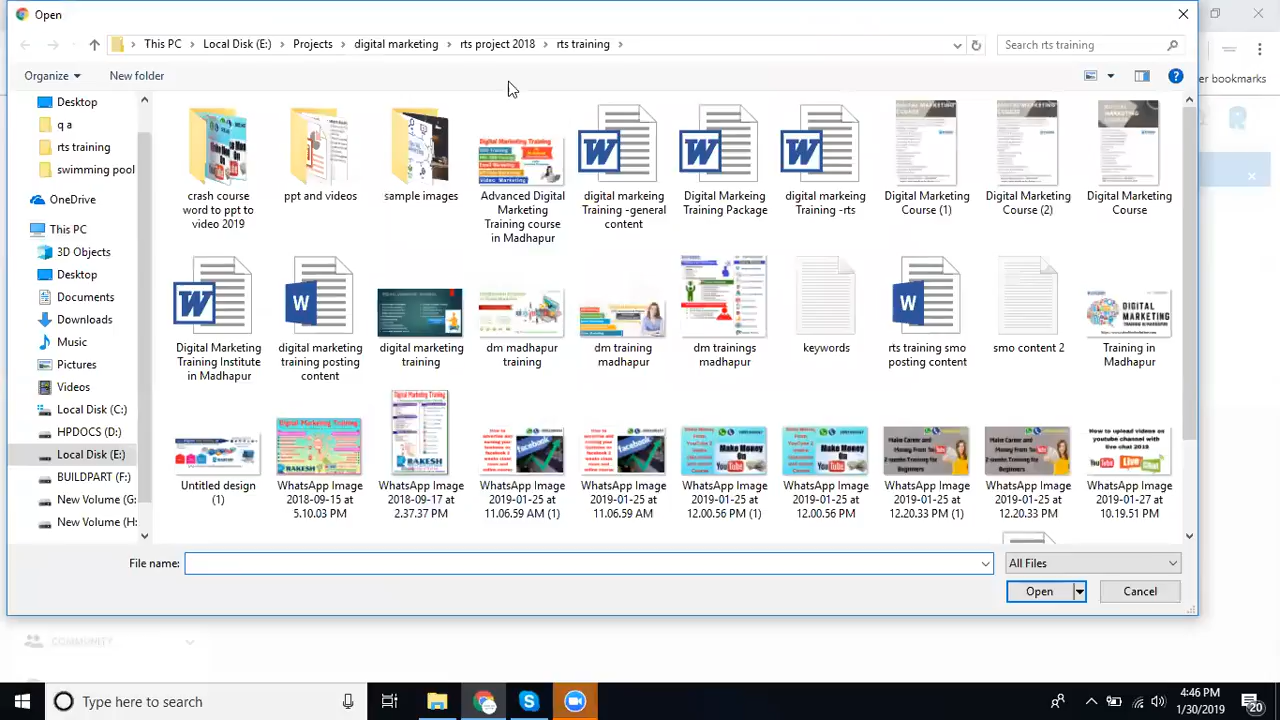 Open
This PC > Local Disk (E:) > Projects > digital marketing > rts project 2018 > rts training >
Search rts training
Organize
New folder
er bookmarks
Desktop
q a
rts training
swimming pool
OneDrive
This PC
3D Objects
Desktop
Documents
Downloads
Music
Pictures
Videos
Local Disk (C:)
HPDOCS (D:)
Local Disk (E:)
BUILDPART (F:)
New Volume (G:
New Volume (H:
crash course
word to ppt to
video 2019
ppt and videos
sample images
Advanced Digital
Marketing
Training course
in Madhapur
digital markeing
Training -general
content
Digital Markeing
Training Package
digital markeing
Training -rts
Digital Marketing
Course (1)
Digital Marketing
Course (2)
Digital Marketing
Course
Digital Marketing
Training Institute
in Madhapur
digital marketing
training posting
content
digital marketing
training
dm madhapur
training
dm training
madhapur
dm trainings
madhapur
keywords
rts training smo
posting content
smo content 2
DIGITAL
MARKETING
Training in
Madhapur
Untitled design
(1)
WhatsApp Image
2018-09-15 at
5.10.03 PM
WhatsApp Image
2018-09-17 at
2.37.37 PM
WhatsApp Image
2019-01-25 at
11.06.59 AM (1)
WhatsApp Image
2019-01-25 at
11.06.59 AM
WhatsApp Image
2019-01-25 at
12.00.56 PM (1)
WhatsApp Image
2019-01-25 at
12.00.56 PM
WhatsApp Image
2019-01-25 at
12.20.33 PM (1)
WhatsApp Image
2019-01-25 at
12.20.33 PM
WhatsApp Image
2019-01-27 at
10.19.51 PM
File name:
All Files
Open
Cancel
COMMUNITY
Type here to search
4:46 PM
1/30/2019
20